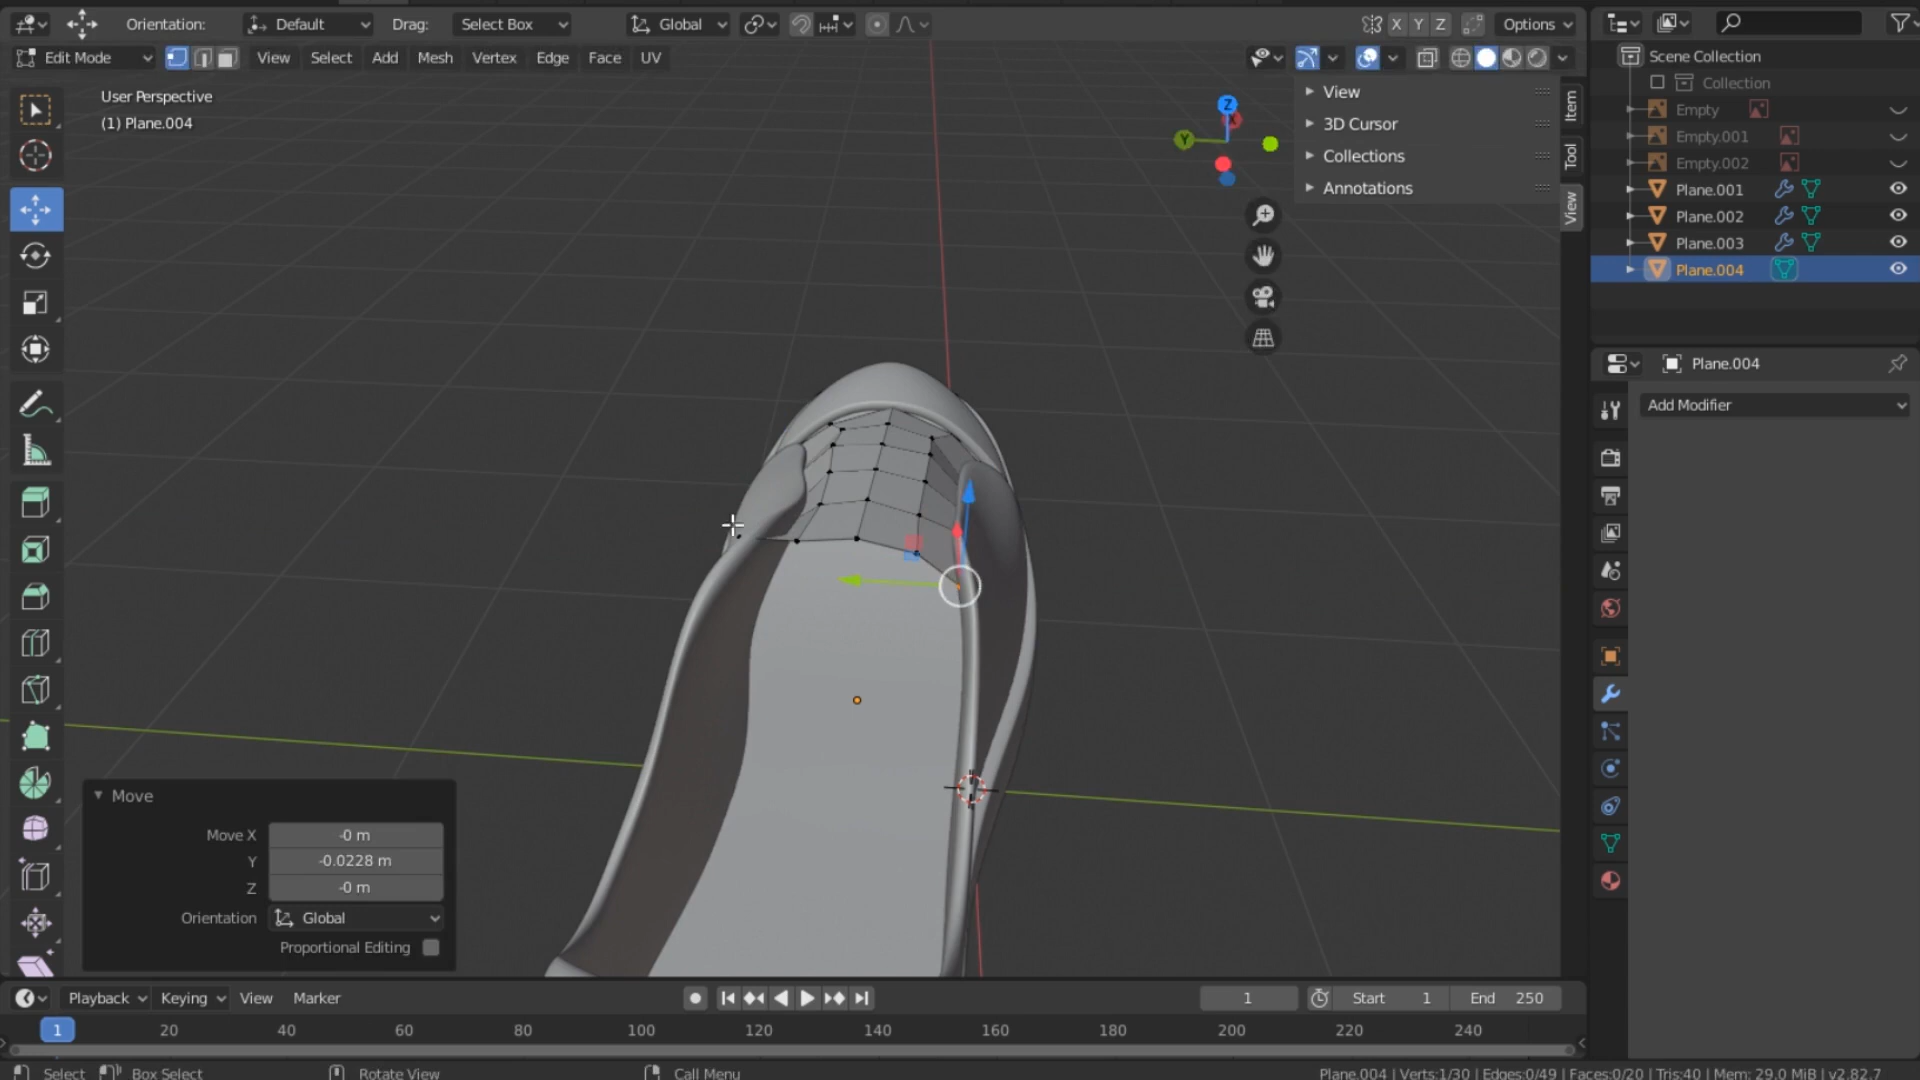 Orientation: Default Drag: Select Box Global X Y Z Options
Edit Mode View Select Add Mesh Vertex Edge Face UV
User Perspective
(1) Plane.004
Z
X
Y
View
3D Cursor
Collections
Annotations
Item
Tool
View
Scene Collection
Collection
Empty
Empty.001
Empty.002
Plane.001
Plane.002
Plane.003
Plane.004
Plane.004
Add Modifier
Move
Move X -0 m
Y -0.0228 m
Z -0 m
Orientation Global
Proportional Editing
Playback Keying View Marker 1 Start 1 End 250
1 20 40 60 80 100 120 140 160 180 200 220 240
Select Box Select Rotate View Call Menu Plane.004 | Verts:1/30 | Edges:0/49 | Faces:0/20 | Tris:40 | Mem: 29.0 MiB | v2.82.7